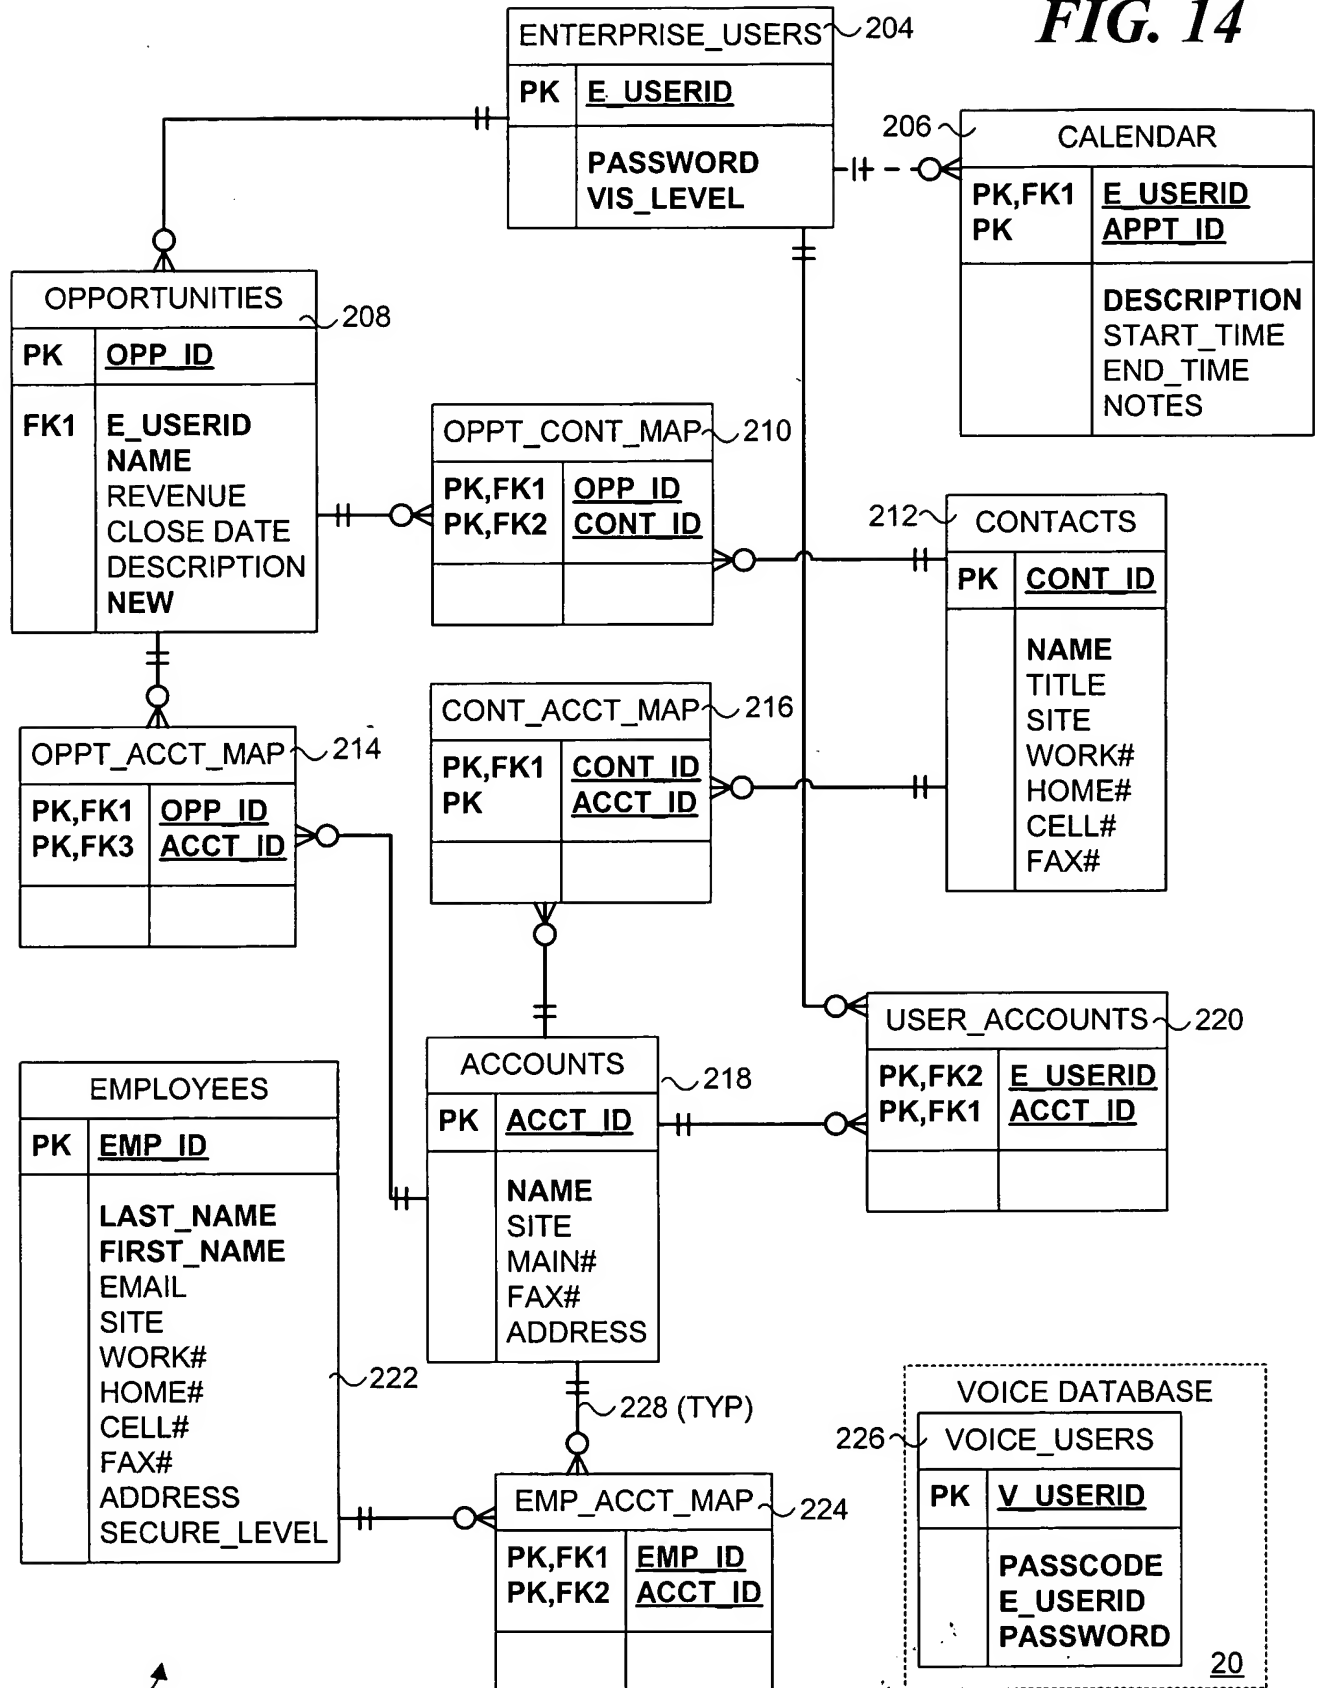 FIG. 14
ENTERPRISE_USERS 204
PK E_USERID
PASSWORD
VIS_LEVEL
206 CALENDAR
PK,FK1 E_USERID
PK APPT_ID
DESCRIPTION
START_TIME
END_TIME
NOTES
OPPORTUNITIES
208
PK OPP_ID
FK1 E_USERID
NAME
REVENUE
CLOSE DATE
DESCRIPTION
NEW
OPPT_CONT_MAP 210
PK,FK1 OPP_ID
PK,FK2 CONT_ID
212 CONTACTS
PK CONT_ID
NAME
TITLE
SITE
WORK#
HOME#
CELL#
FAX#
OPPT_ACCT_MAP 214
PK,FK1 OPP_ID
PK,FK3 ACCT_ID
CONT_ACCT_MAP 216
PK,FK1 CONT_ID
PK ACCT_ID
USER_ACCOUNTS 220
PK,FK2 E_USERID
PK,FK1 ACCT_ID
ACCOUNTS
218
PK ACCT_ID
NAME
SITE
MAIN#
FAX#
ADDRESS
EMPLOYEES
PK EMP_ID
LAST_NAME
FIRST_NAME
EMAIL
SITE
WORK#
HOME#
CELL#
FAX#
ADDRESS
SECURE_LEVEL
222
228 (TYP)
EMP_ACCT_MAP 224
PK,FK1 EMP_ID
PK,FK2 ACCT_ID
VOICE DATABASE
226 VOICE_USERS
PK V_USERID
PASSCODE
E_USERID
PASSWORD
20